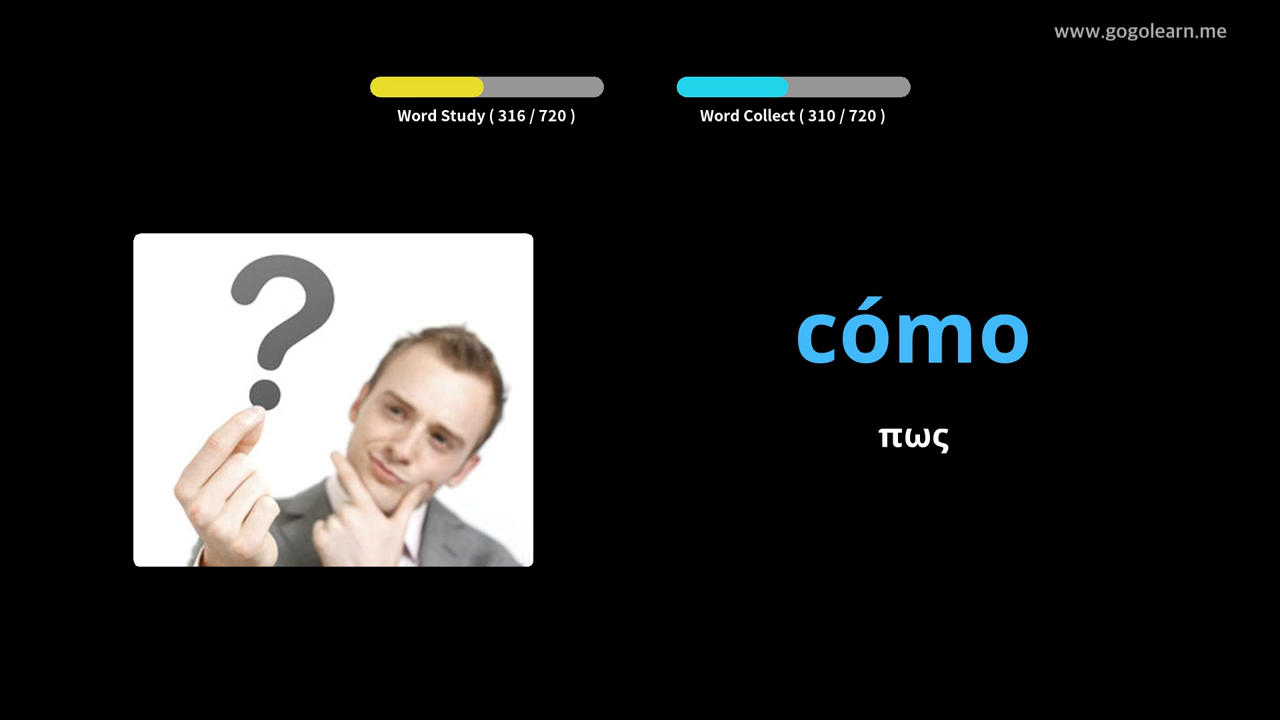 www.gogolearn.me
Word Study ( 316 / 720 )
Word Collect ( 310 / 720 )
?
cómo
πως